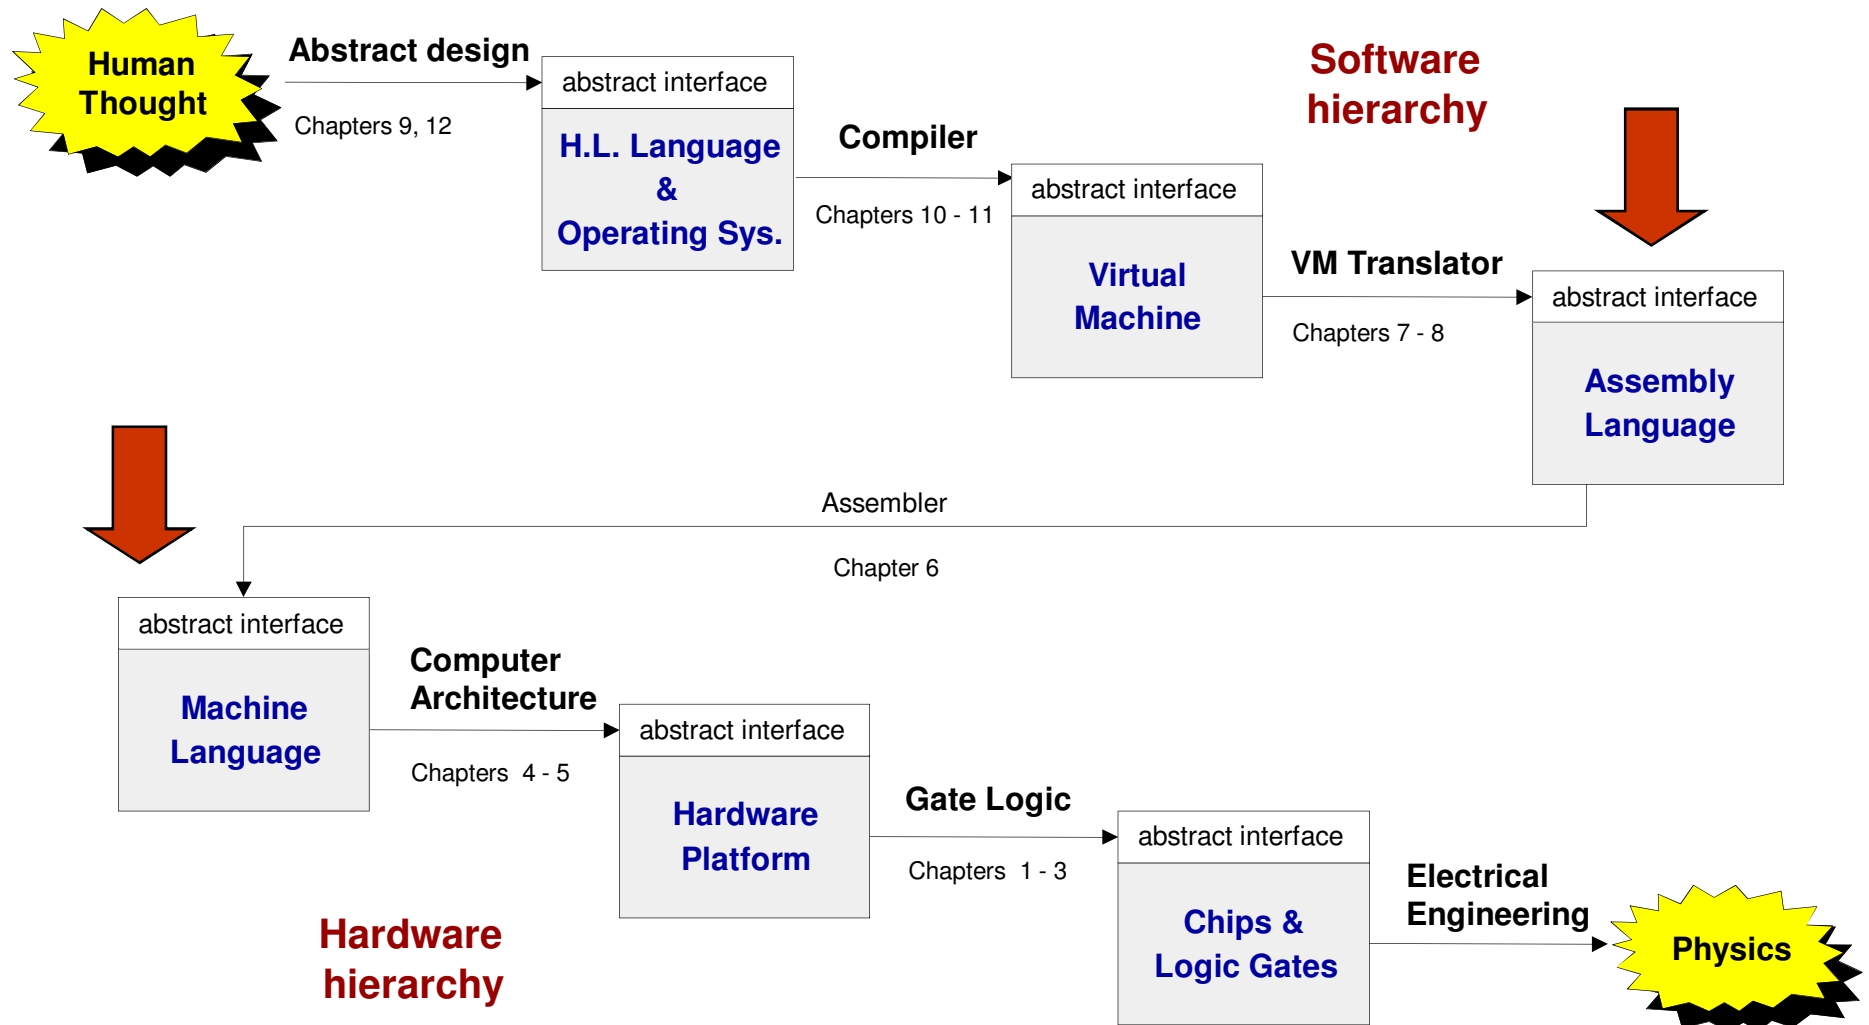 Human
Thought
Abstract design
Chapters 9, 12
abstract interface
H.L. Language
&
Operating Sys.
Compiler
Chapters 10 - 11
abstract interface
Virtual
Machine
Software
hierarchy
VM Translator
Chapters 7 - 8
abstract interface
Assembly
Language
Assembler
Chapter 6
abstract interface
Machine
Language
Computer
Architecture
Chapters 4 - 5
abstract interface
Hardware
Platform
Gate Logic
Chapters 1 - 3
abstract interface
Chips &
Logic Gates
Electrical
Engineering
Physics
Hardware
hierarchy